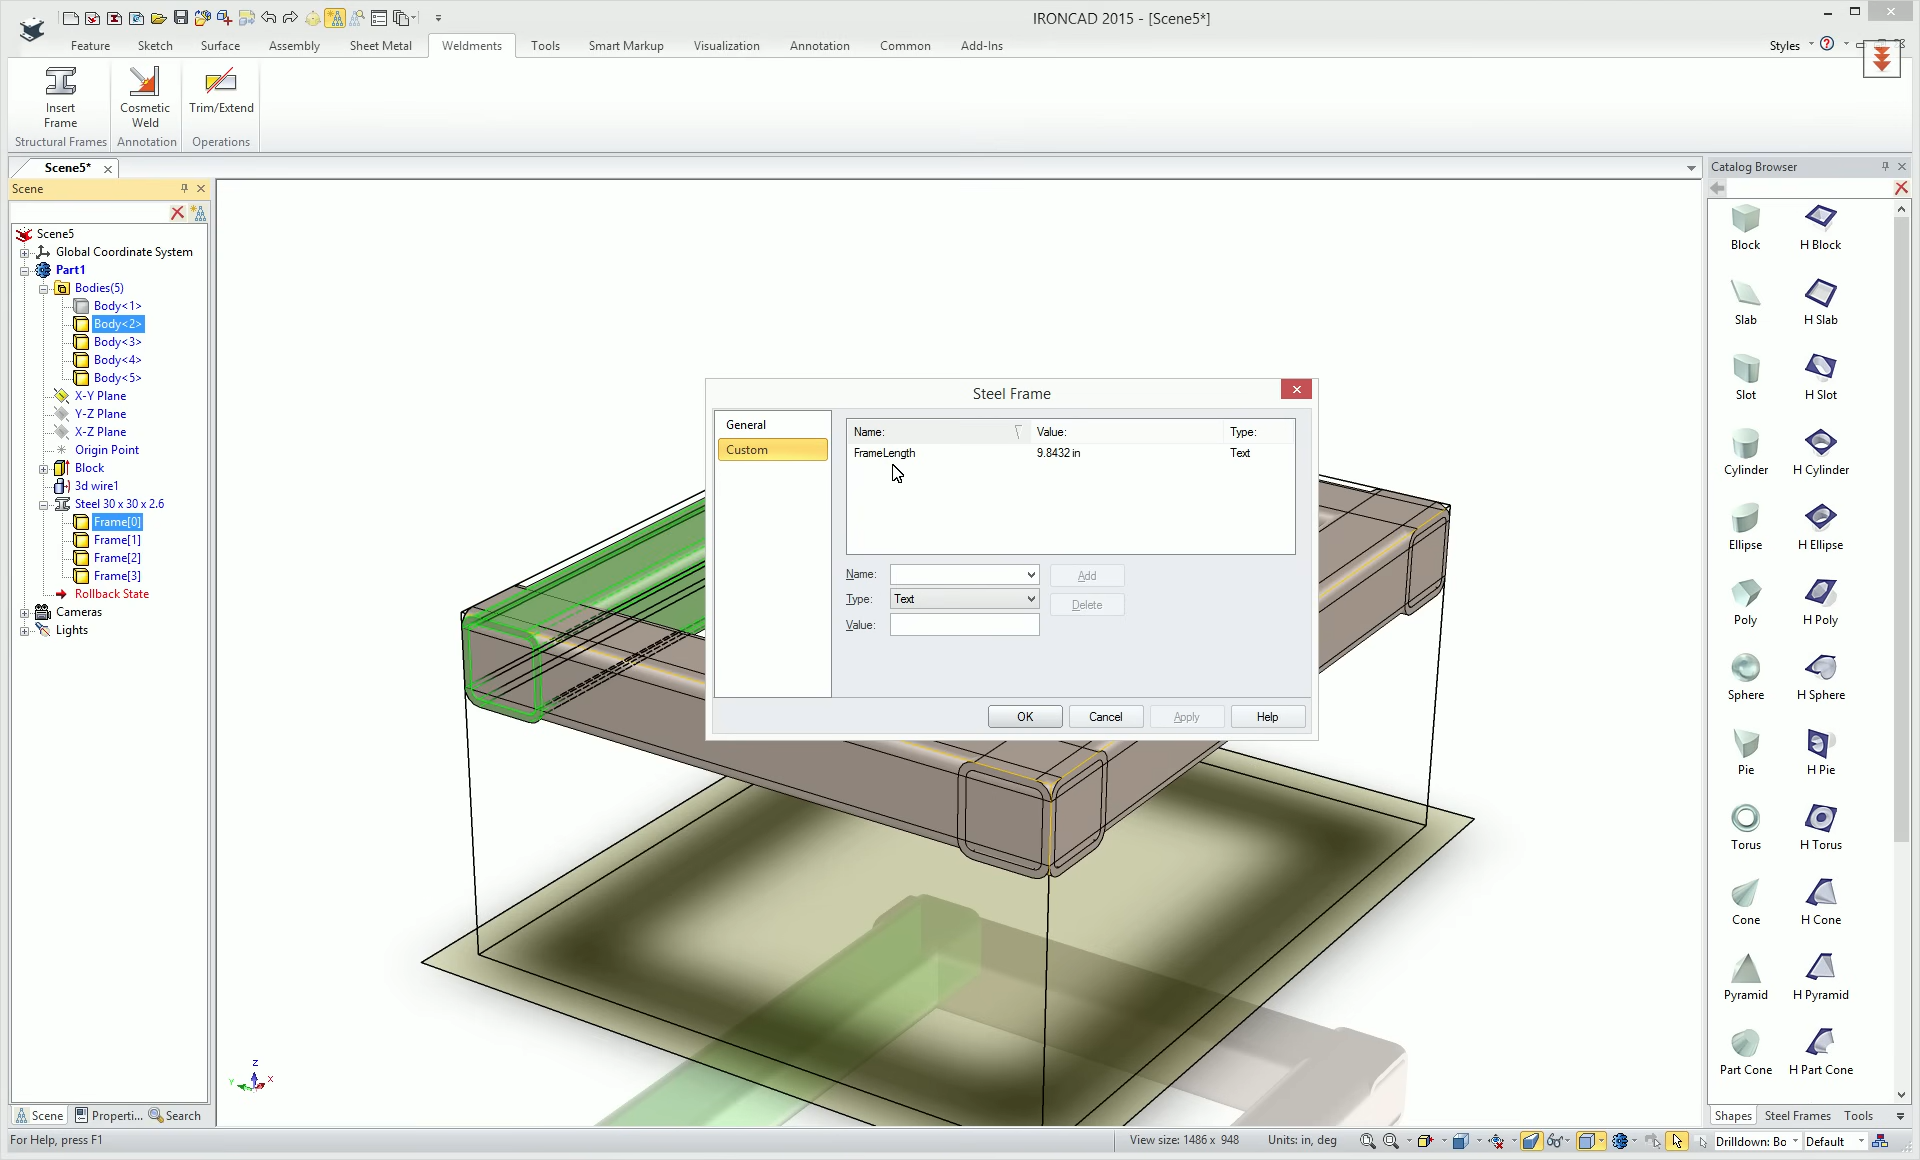 IRONCAD 2015 - [Scene5*]
Feature Sketch Surface Assembly Sheet Metal Weldments Tools Smart Markup Visualization Annotation Common Add-Ins
Styles
Insert Frame
Cosmetic Weld
Trim/Extend
Structural Frames Annotation Operations
Scene5*
Scene
Scene5
Global Coordinate System
Part1
Bodies(5)
Body<1>
Body<2>
Body<3>
Body<4>
Body<5>
X-Y Plane
Y-Z Plane
X-Z Plane
Origin Point
Block
3d wire1
Steel 30 x 30 x 2.6
Frame[0]
Frame[1]
Frame[2]
Frame[3]
Rollback State
Cameras
Lights
Z
Y
X
Steel Frame
General
Custom
Name: Value: Type:
FrameLength 9.8432 in Text
Name:
Add
Type: Text
Delete
Value:
OK Cancel Apply Help
Catalog Browser
Block H Block
Slab H Slab
Slot H Slot
Cylinder H Cylinder
Ellipse H Ellipse
Poly H Poly
Sphere H Sphere
Pie H Pie
Torus H Torus
Cone H Cone
Pyramid H Pyramid
Part Cone H Part Cone
Scene Properti... Search
Shapes Steel Frames Tools
For Help, press F1
View size: 1486 x 948
Units: in, deg
Drilldown: Bo
Default